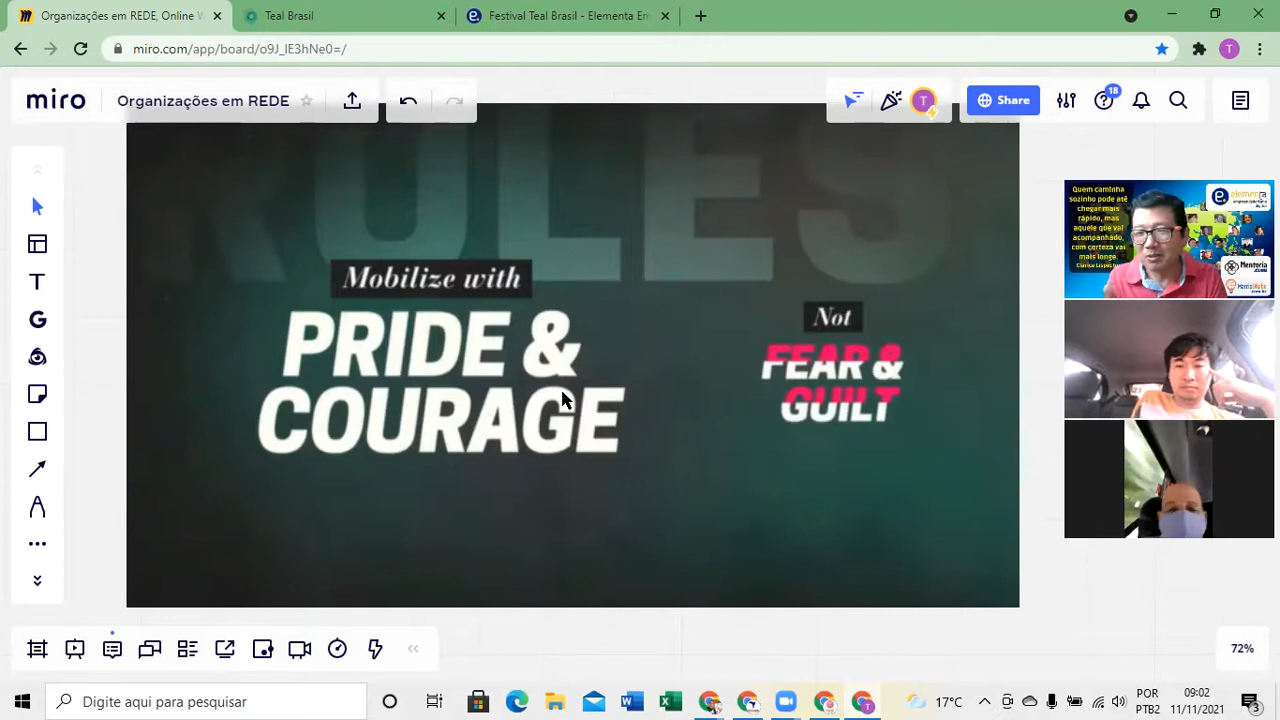 Organizações em REDE, Online W
Teal Brasil
Festival Teal Brasil - Elementa Em
miro.com/app/board/o9J_lE3hNe0=/
T
miro
Organizações em REDE
T
Share
18
RULES
Mobilize with
PRIDE &
COURAGE
Not
FEAR &
GUILT
Quem caminha
sozinho pode até
chegar mais
rápido, mas
aquele que vai
acompanhado,
com certeza vai
mais longe.
elementa
Mentoria
72%
Digite aqui para pesquisar
17°C
POR
PTB2
09:02
11/11/2021
3